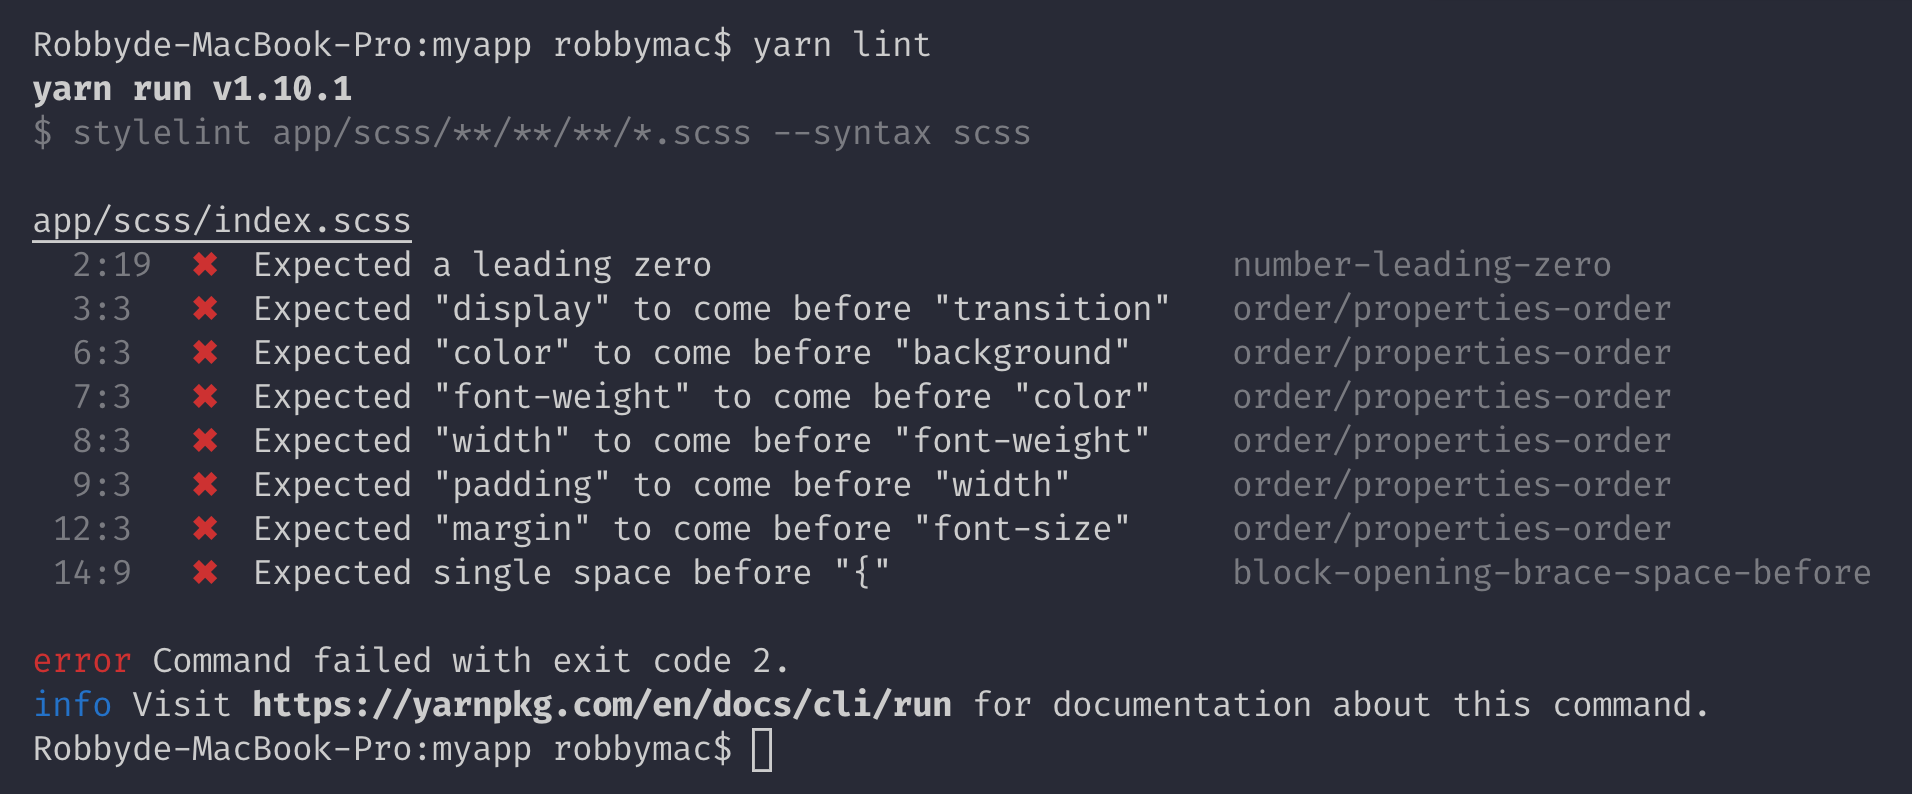 Robbyde-MacBook-Pro:myapp robbymac$ yarn lint
yarn run v1.10.1
$ stylelint app/scss/**/**/**/*.scss --syntax scss
app/scss/index.scss
2:19 ✖ Expected a leading zero number-leading-zero
3:3 ✖ Expected "display" to come before "transition" order/properties-order
6:3 ✖ Expected "color" to come before "background" order/properties-order
7:3 ✖ Expected "font-weight" to come before "color" order/properties-order
8:3 ✖ Expected "width" to come before "font-weight" order/properties-order
9:3 ✖ Expected "padding" to come before "width" order/properties-order
12:3 ✖ Expected "margin" to come before "font-size" order/properties-order
14:9 ✖ Expected single space before "{" block-opening-brace-space-before
error Command failed with exit code 2.
info Visit https://yarnpkg.com/en/docs/cli/run for documentation about this command.
Robbyde-MacBook-Pro:myapp robbymac$